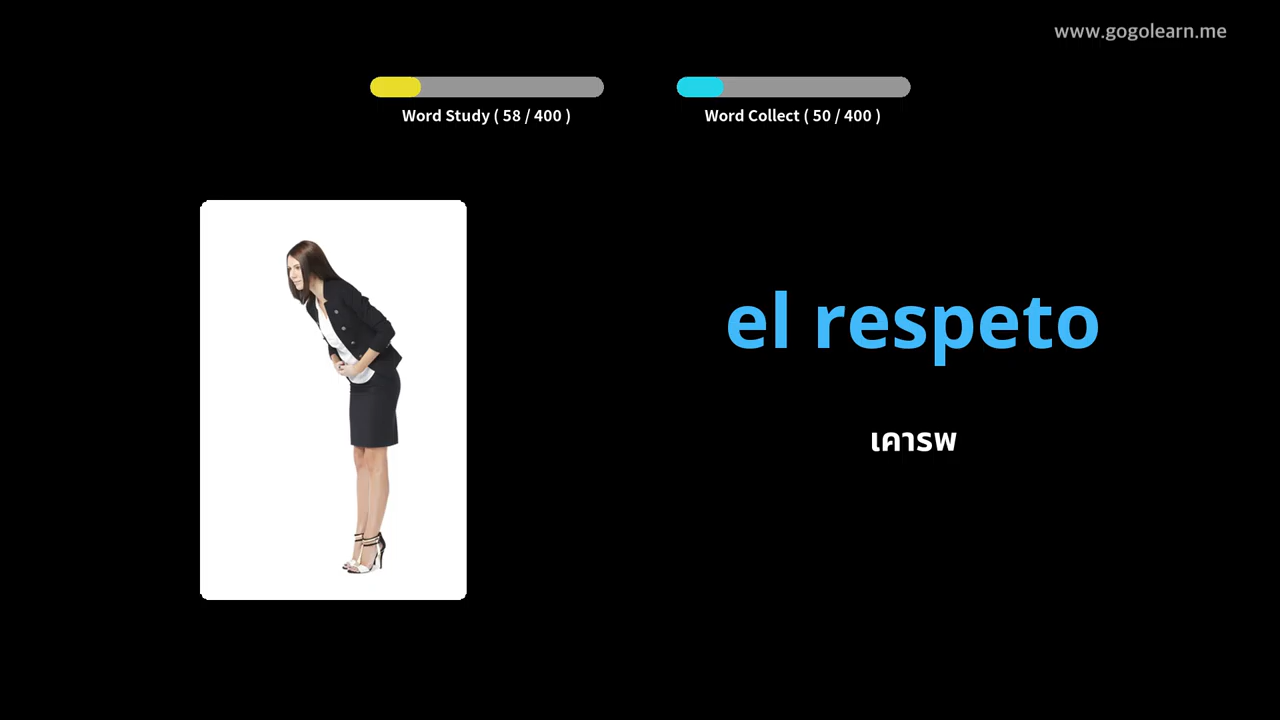 www.gogolearn.me
Word Study ( 58 / 400 )
Word Collect ( 50 / 400 )
el respeto
เคารพ